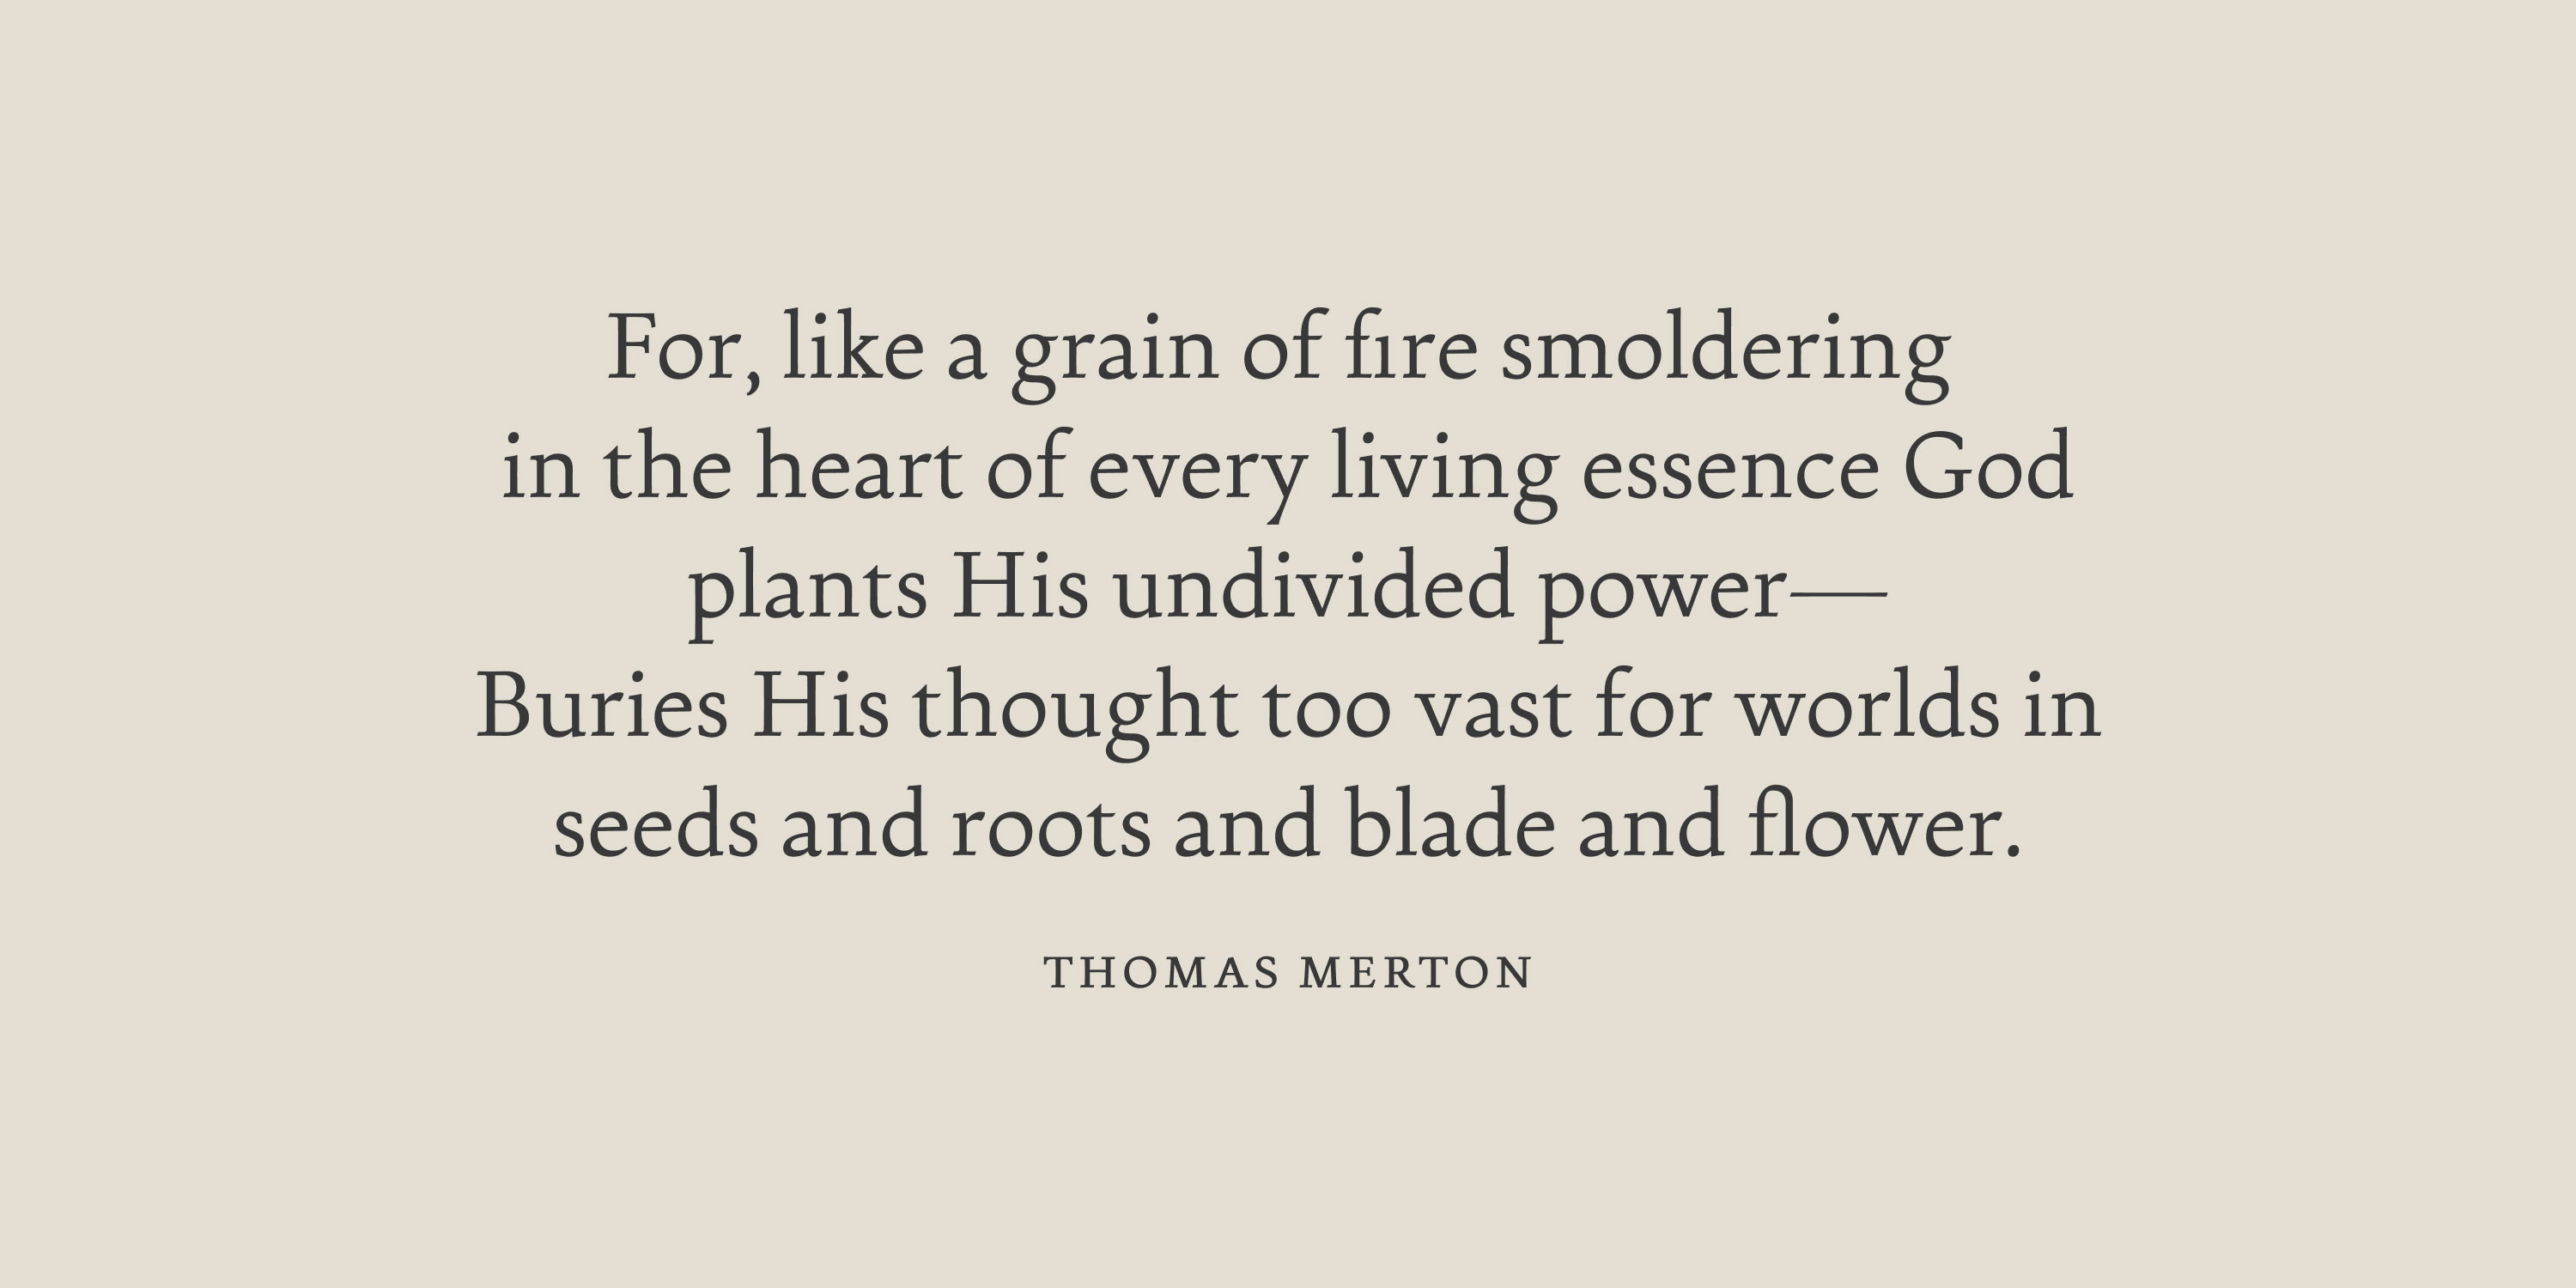 For, like a grain of fire smoldering
in the heart of every living essence God
plants His undivided power—
Buries His thought too vast for worlds in
seeds and roots and blade and flower.
THOMAS MERTON